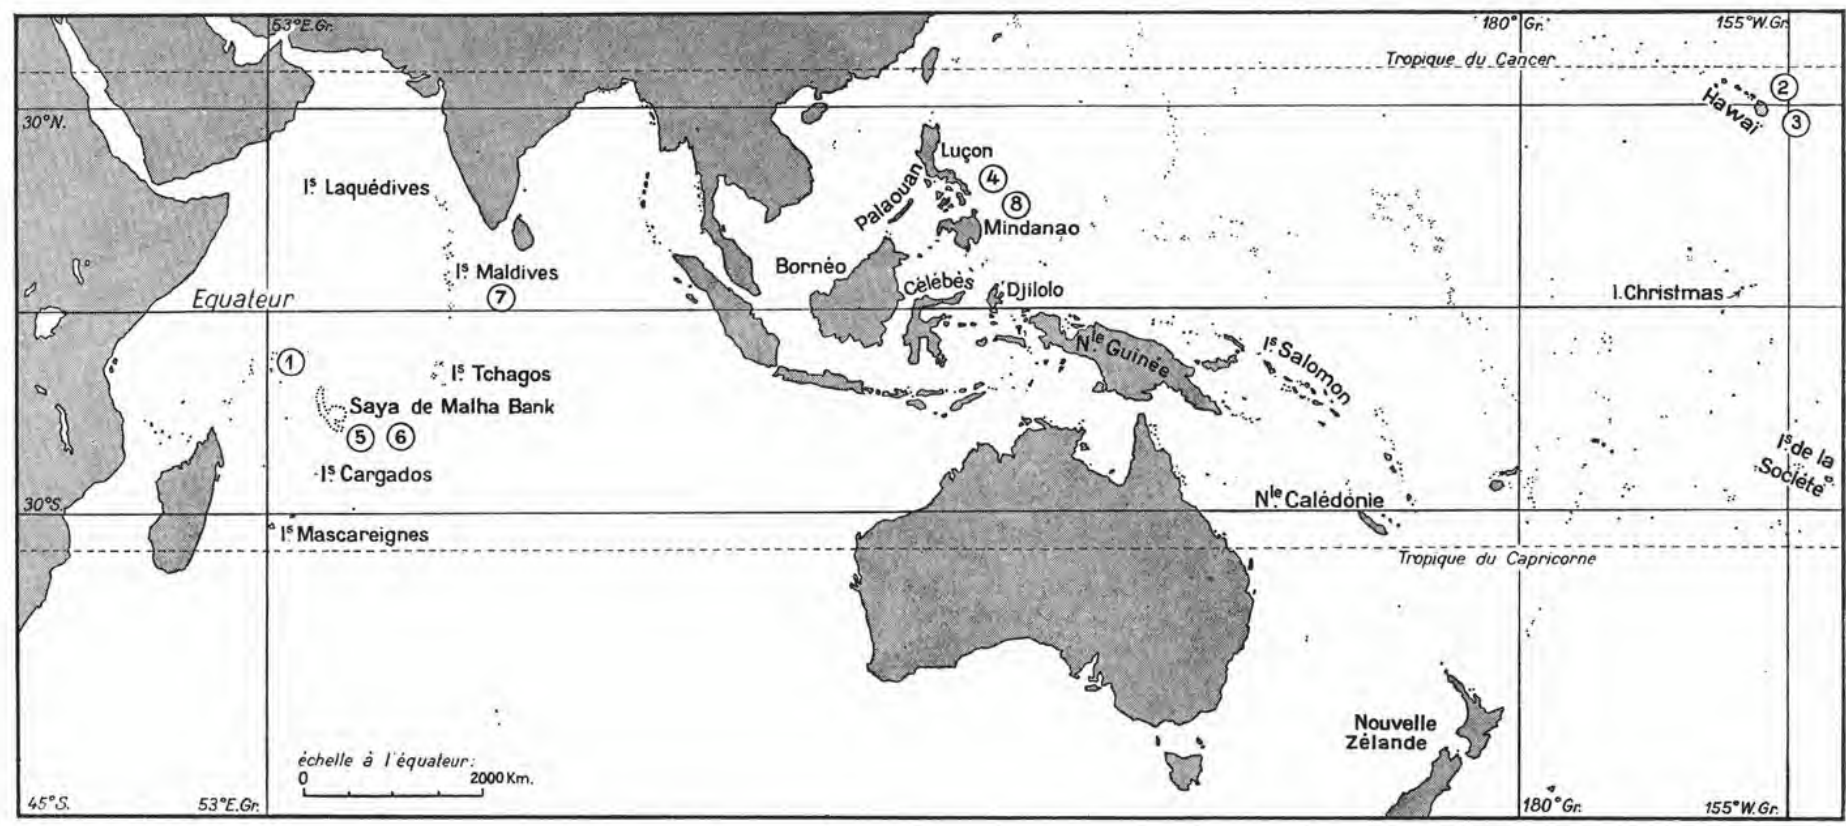 53°E.Gr.
180° Gr.
155°W.Gr.
Tropique du Cancer
30°N.
Hawaï
②
③
Luçon
④
Iˢ Laquédives
Palaouan
⑧
Mindanao
Iˢ Maldives
⑦
Bornéo
Célébès
Djilolo
Equateur
I.Christmas
①
Iˢ Tchagos
Nˡᵉ Guinée
Iˢ Salomon
Saya de Malha Bank
⑤
⑥
Iˢ Cargados
Iˢ de la
Société
30°S.
Nˡᵉ Calédonie
Iˢ Mascareignes
Tropique du Capricorne
Nouvelle
Zélande
échelle à l'équateur:
0
2000 Km.
45°S.
53°E.Gr.
180° Gr.
155°W.Gr.